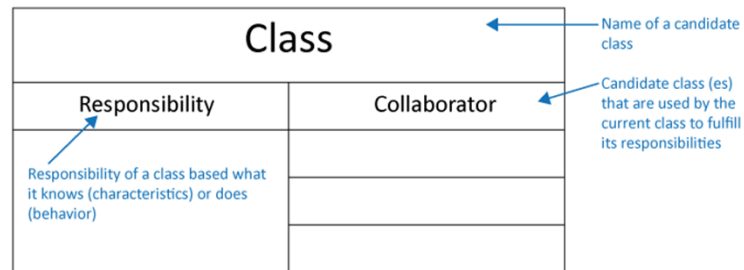 Class
Name of a candidate
class
Responsibility
Collaborator
Candidate class (es)
that are used by the
current class to fulfill
its responsibilities
Responsibility of a class based what
it knows (characteristics) or does
(behavior)